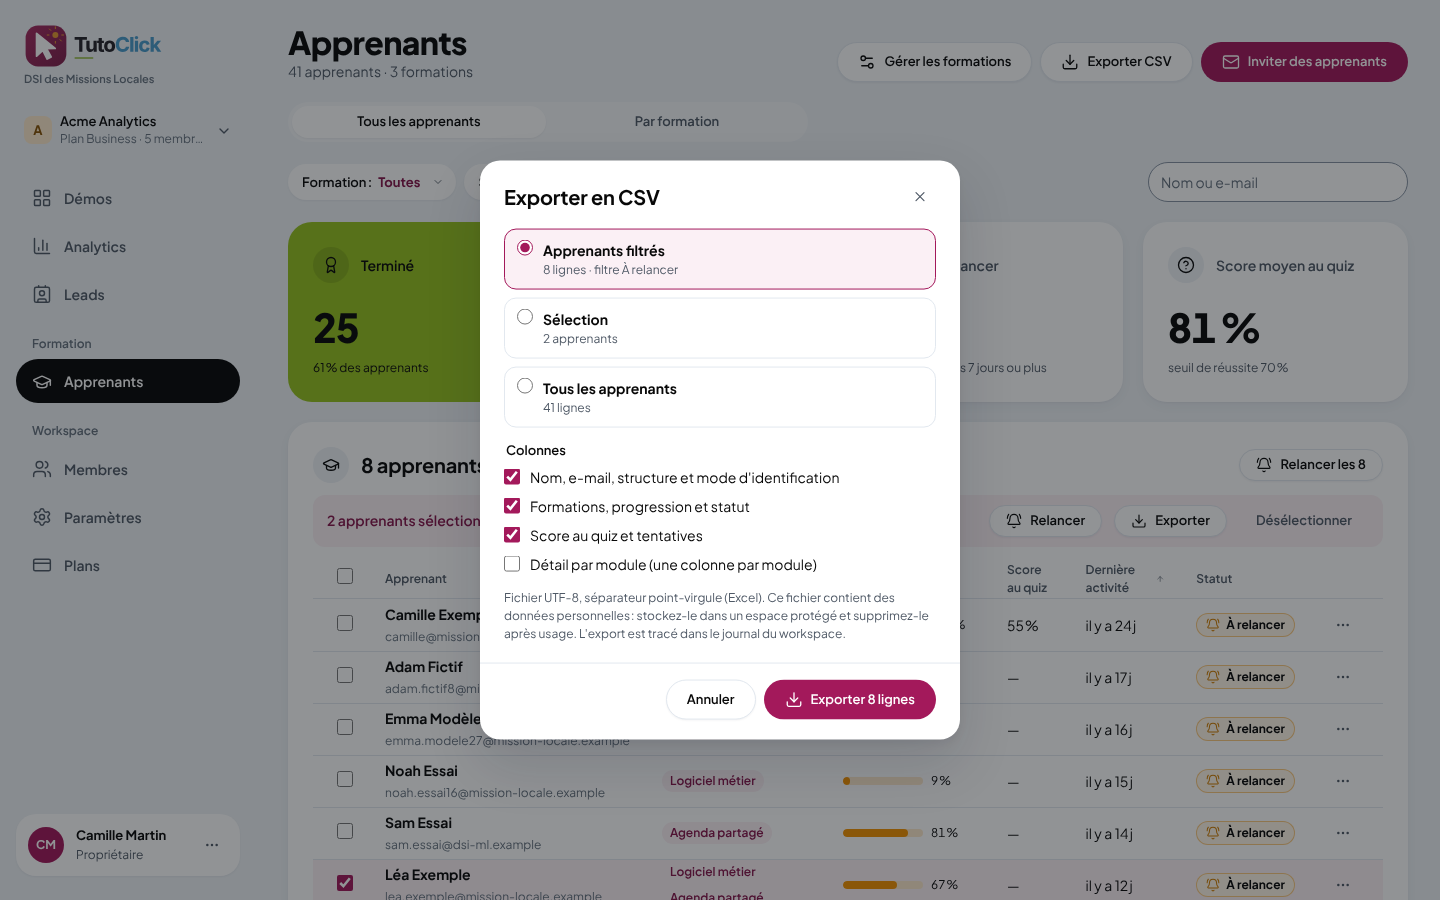 TutoClick
DSI des Missions Locales
A
Acme Analytics
Plan Business · 5 membr...
Démos
Analytics
Leads
Formation
Apprenants
Workspace
Membres
Paramètres
Plans
CM
Camille Martin
Propriétaire
Apprenants
41 apprenants · 3 formations
Gérer les formations
Exporter CSV
Inviter des apprenants
Tous les apprenants
Par formation
Formation : Toutes
Nom ou e-mail
Terminé
25
61 % des apprenants
ancer
s 7 jours ou plus
Score moyen au quiz
81 %
seuil de réussite 70 %
8 apprenants
Relancer les 8
2 apprenants sélection
Relancer
Exporter
Désélectionner
Apprenant
Score au quiz
Dernière activité
Statut
Camille Exemp
camille@mission
%
55 %
il y a 24 j
À relancer
Adam Fictif
adam.fictif8@mi
—
il y a 17 j
À relancer
Emma Modèle
emma.modele27@mission-locale.example
—
il y a 16 j
À relancer
Noah Essai
noah.essai16@mission-locale.example
Logiciel métier
9 %
—
il y a 15 j
À relancer
Sam Essai
sam.essai@dsi-ml.example
Agenda partagé
81 %
—
il y a 14 j
À relancer
Léa Exemple
lea.exemple@mission-locale.example
Logiciel métier
Agenda partagé
67 %
—
il y a 12 j
À relancer
Exporter en CSV
Apprenants filtrés
8 lignes · filtre À relancer
Sélection
2 apprenants
Tous les apprenants
41 lignes
Colonnes
Nom, e-mail, structure et mode d'identification
Formations, progression et statut
Score au quiz et tentatives
Détail par module (une colonne par module)
Fichier UTF-8, séparateur point-virgule (Excel). Ce fichier contient des
données personnelles : stockez-le dans un espace protégé et supprimez-le
après usage. L'export est tracé dans le journal du workspace.
Annuler
Exporter 8 lignes